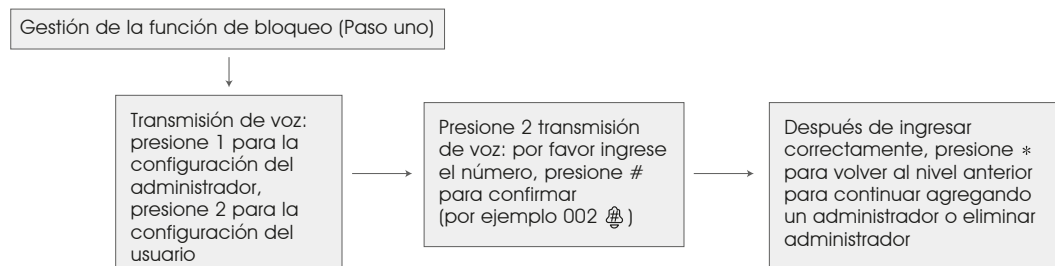 Gestión de la función de bloqueo (Paso uno)
Transmisión de voz:
presione 1 para la
configuración del
administrador,
presione 2 para la
configuración del
usuario
Presione 2 transmisión
de voz: por favor ingrese
el número, presione #
para confirmar
(por ejemplo 002 #)
Después de ingresar
correctamente, presione *
para volver al nivel anterior
para continuar agregando
un administrador o eliminar
administrador